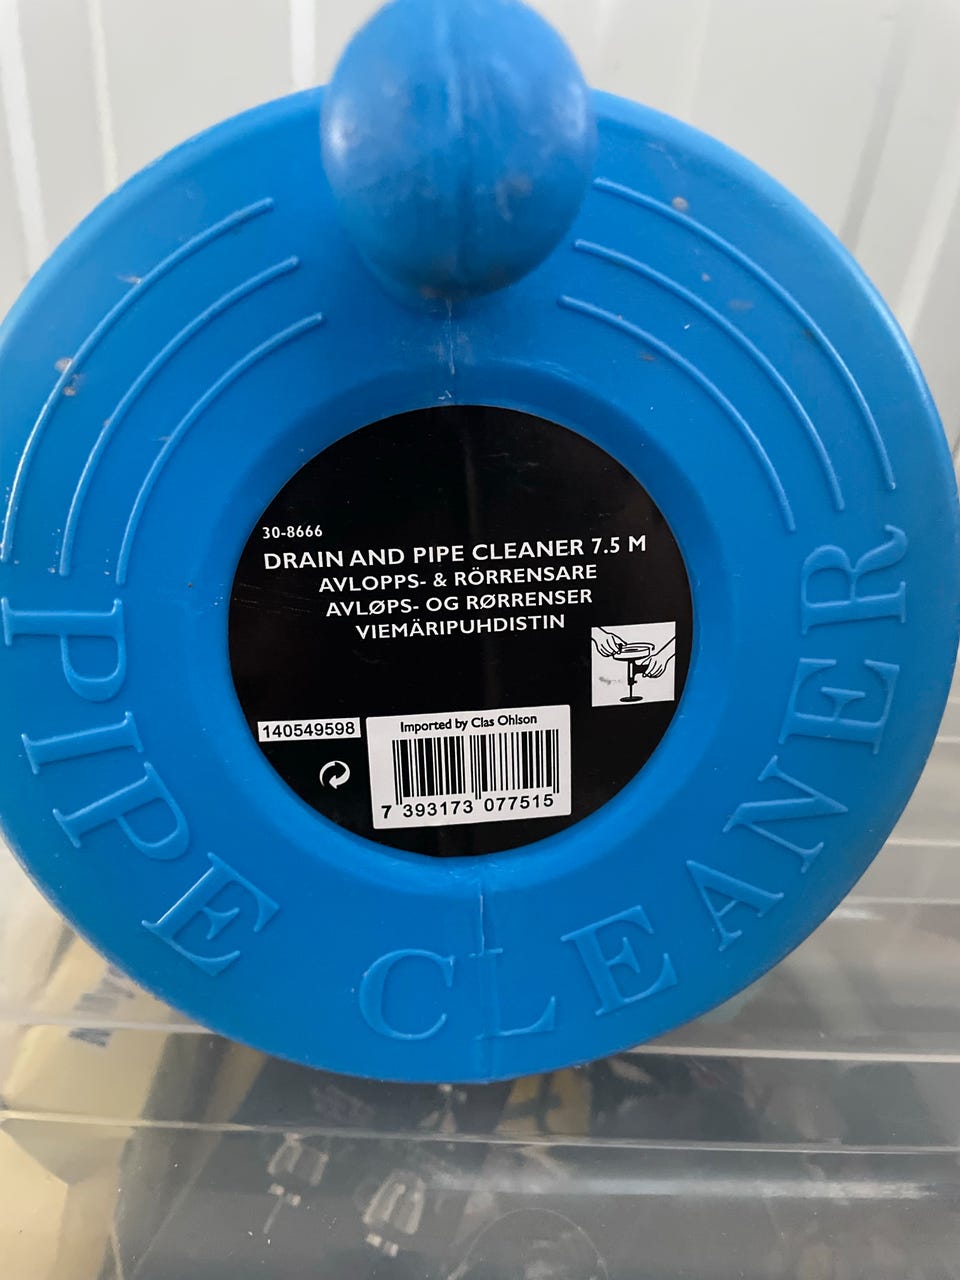 30-8666
DRAIN AND PIPE CLEANER 7.5 M
AVLOPPS- & RÖRRENSARE
AVLØPS- OG RØRRENSER
VIEMÄRIPUHDISTIN
140549598
Imported by Clas Ohlson
7 393173 077515
PIPE CLEANER